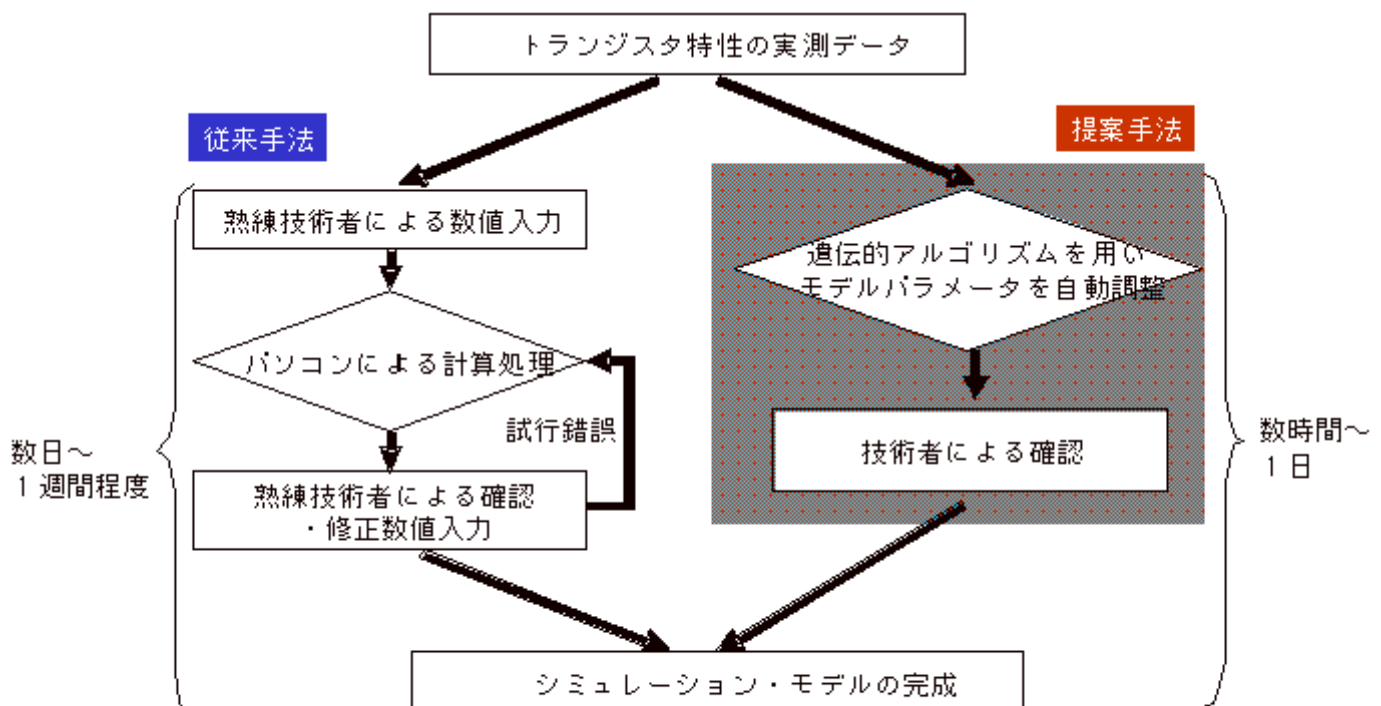 トランジスタ特性の実測データ
従来手法
提案手法
熟練技術者による数値入力
遺伝的アルゴリズムを用い
モデルパラメータを自動調整
パソコンによる計算処理
試行錯誤
数日～
1週間程度
熟練技術者による確認
・修正数値入力
技術者による確認
数時間～
1日
シミュレーション・モデルの完成